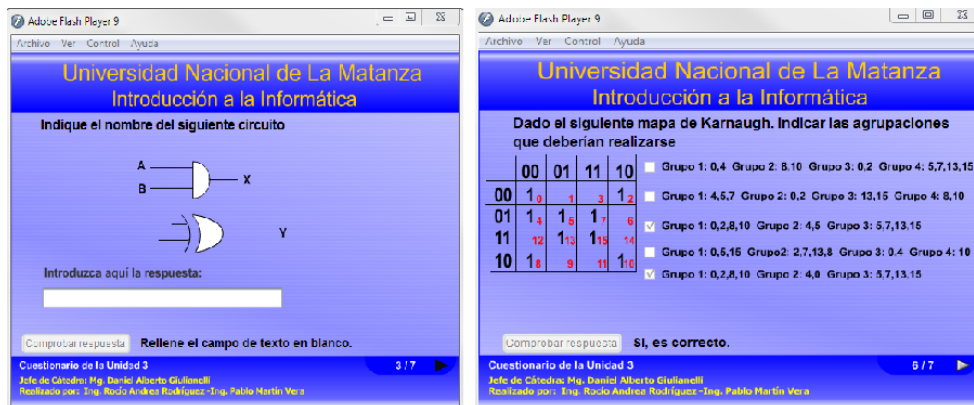 Adobe Flash Player 9
Archivo Ver Control Ayuda
Universidad Nacional de La Matanza
Introducción a la Informática
Indique el nombre del siguiente circuito
A
B
X
Y
Introduzca aquí la respuesta:
Comprobar respuesta
Rellene el campo de texto en blanco.
Cuestionario de la Unidad 3
3 / 7
Jefe de Cátedra: Mg. Daniel Alberto Giulianelli
Realizado por: Ing. Rocío Andrea Rodríguez -Ing. Pablo Martín Vera
Adobe Flash Player 9
Archivo Ver Control Ayuda
Universidad Nacional de La Matanza
Introducción a la Informática
Dado el siguiente mapa de Karnaugh. Indicar las agrupaciones
que deberían realizarse
00 01 11 10
00 1 0 1 3 1 2
01 1 4 1 5 1 7 6
11 12 1 13 1 15 14
10 1 8 9 11 1 10
Grupo 1: 0,4 Grupo 2: 8,10 Grupo 3: 0,2 Grupo 4: 5,7,13,15
Grupo 1: 4,5,7 Grupo 2: 0,2 Grupo 3: 13,15 Grupo 4: 8,10
Grupo 1: 0,2,8,10 Grupo 2: 4,5 Grupo 3: 5,7,13,15
Grupo 1: 0,5,15 Grupo2: 2,7,13,8 Grupo 3: 0,4 Grupo 4: 10
Grupo 1: 0,2,8,10 Grupo 2: 4,0 Grupo 3: 5,7,13,15
Comprobar respuesta
Si, es correcto.
Cuestionario de la Unidad 3
6 / 7
Jefe de Cátedra: Mg. Daniel Alberto Giulianelli
Realizado por: Ing. Rocío Andrea Rodríguez -Ing. Pablo Martín Vera